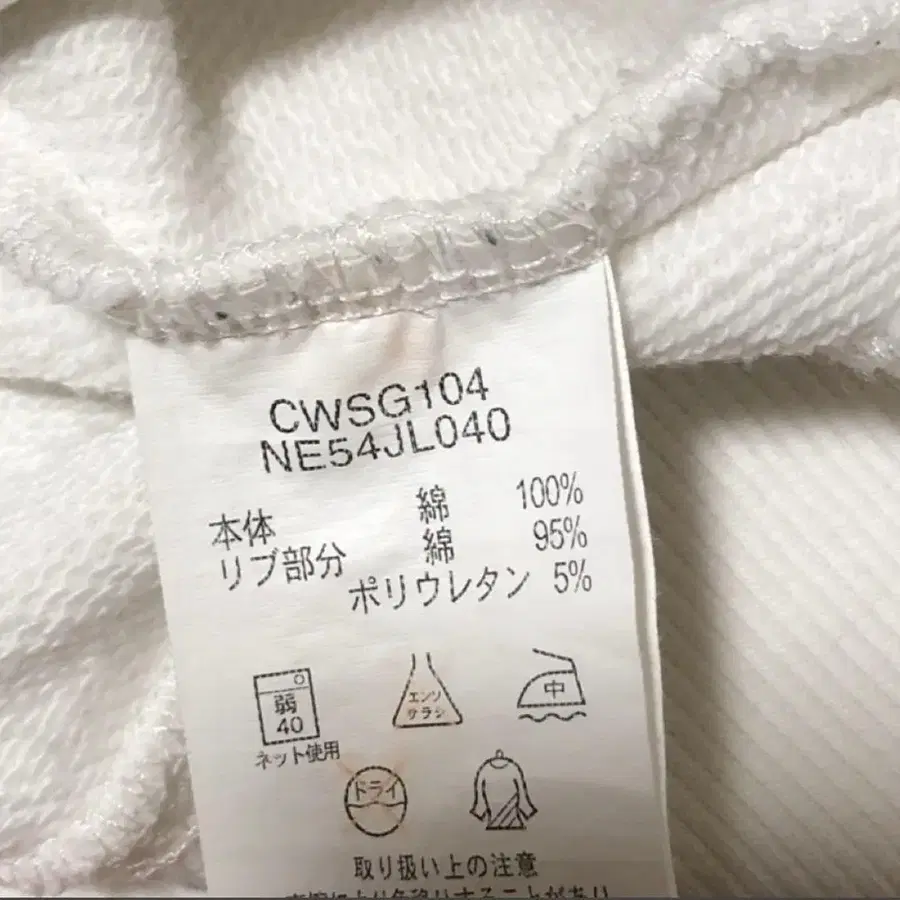 CWSG104
NE54JL040
本体 綿 100%
リブ部分 綿 95%
ポリウレタン 5%
弱
40
ネット使用
エンソ
サラシ
中
ドライ
取り扱い上の注意